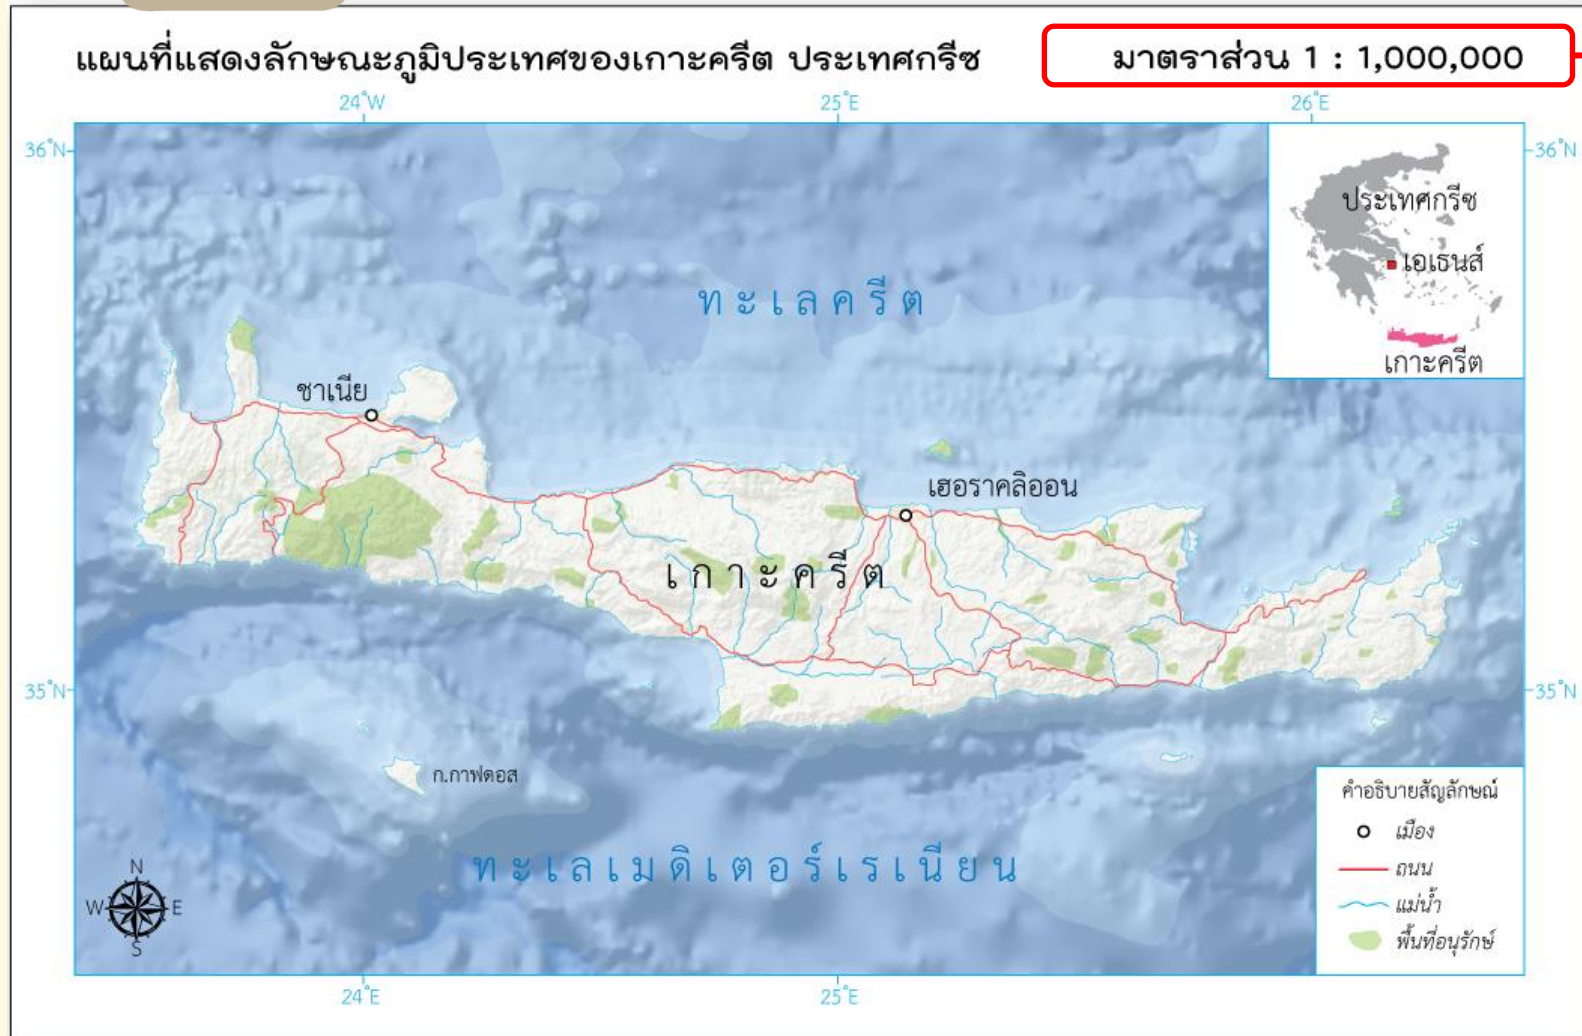 แผนที่แสดงลักษณะภูมิประเทศของเกาะครีต ประเทศกรีซ
มาตราส่วน 1 : 1,000,000
24°W
25°E
26°E
36°N
36°N
ประเทศกรีซ
เอเธนส์
เกาะครีต
ทะเลครีต
ชาเนีย
เฮอราคลิออน
เกาะครีต
35°N
35°N
ก.กาฟดอส
ทะเลเมดิเตอร์เรเนียน
คำอธิบายสัญลักษณ์
เมือง
ถนน
แม่น้ำ
พื้นที่อนุรักษ์
N
W
E
S
24°E
25°E